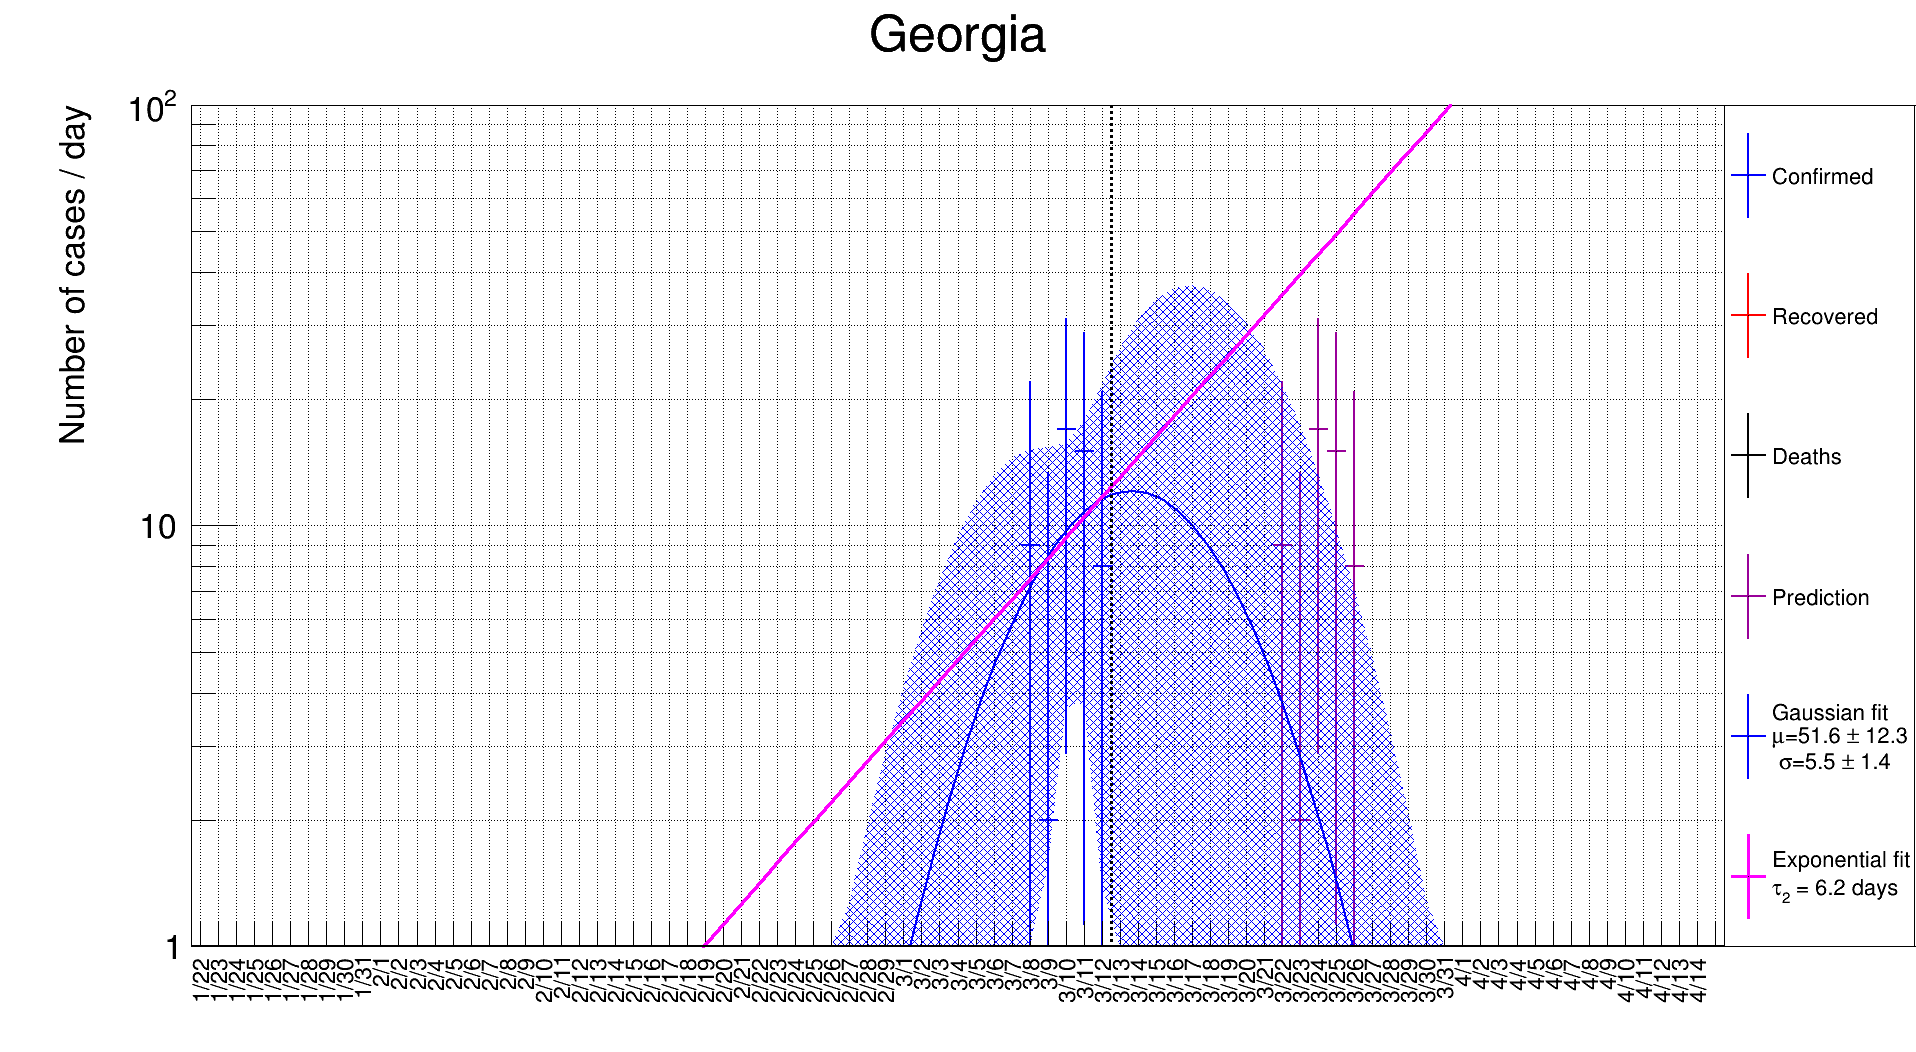 Georgia
Number of cases / day
10²
10
1
1/22 1/23 1/24 1/25 1/26 1/27 1/28 1/29 1/30 1/31 2/1 2/2 2/3 2/4 2/5 2/6 2/7 2/8 2/9 2/10 2/11 2/12 2/13 2/14 2/15 2/16 2/17 2/18 2/19 2/20 2/21 2/22 2/23 2/24 2/25 2/26 2/27 2/28 2/29 3/1 3/2 3/3 3/4 3/5 3/6 3/7 3/8 3/9 3/10 3/11 3/12 3/13 3/14 3/15 3/16 3/17 3/18 3/19 3/20 3/21 3/22 3/23 3/24 3/25 3/26 3/27 3/28 3/29 3/30 3/31 4/1 4/2 4/3 4/4 4/5 4/6 4/7 4/8 4/9 4/10 4/11 4/12 4/13 4/14
Confirmed
Recovered
Deaths
Prediction
Gaussian fit
μ=51.6 ± 12.3
σ=5.5 ± 1.4
Exponential fit
τ₂ = 6.2 days